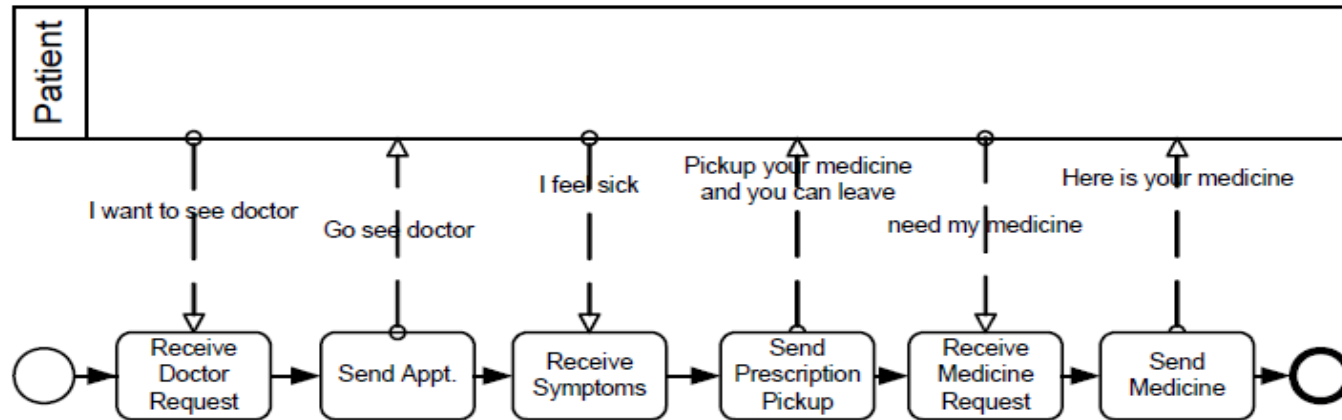 Patient
I want to see doctor
Go see doctor
I feel sick
Pickup your medicine
and you can leave
need my medicine
Here is your medicine
Receive
Doctor
Request
Send Appt.
Receive
Symptoms
Send
Prescription
Pickup
Receive
Medicine
Request
Send
Medicine